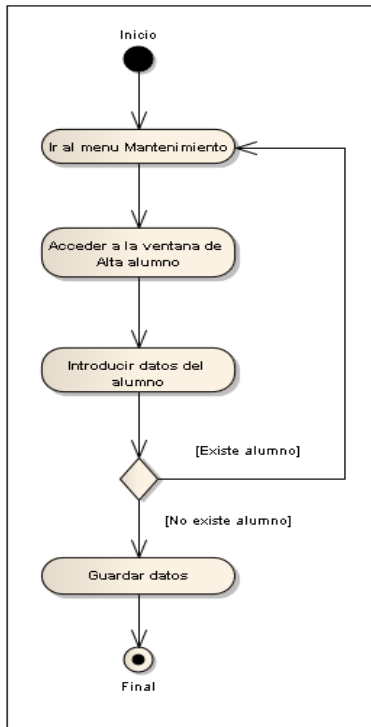 Inicio
Ir al menu Mantenimiento
Acceder a la ventana de
Alta alumno
Introducir datos del
alumno
[Existe alumno]
[No existe alumno]
Guardar datos
Final